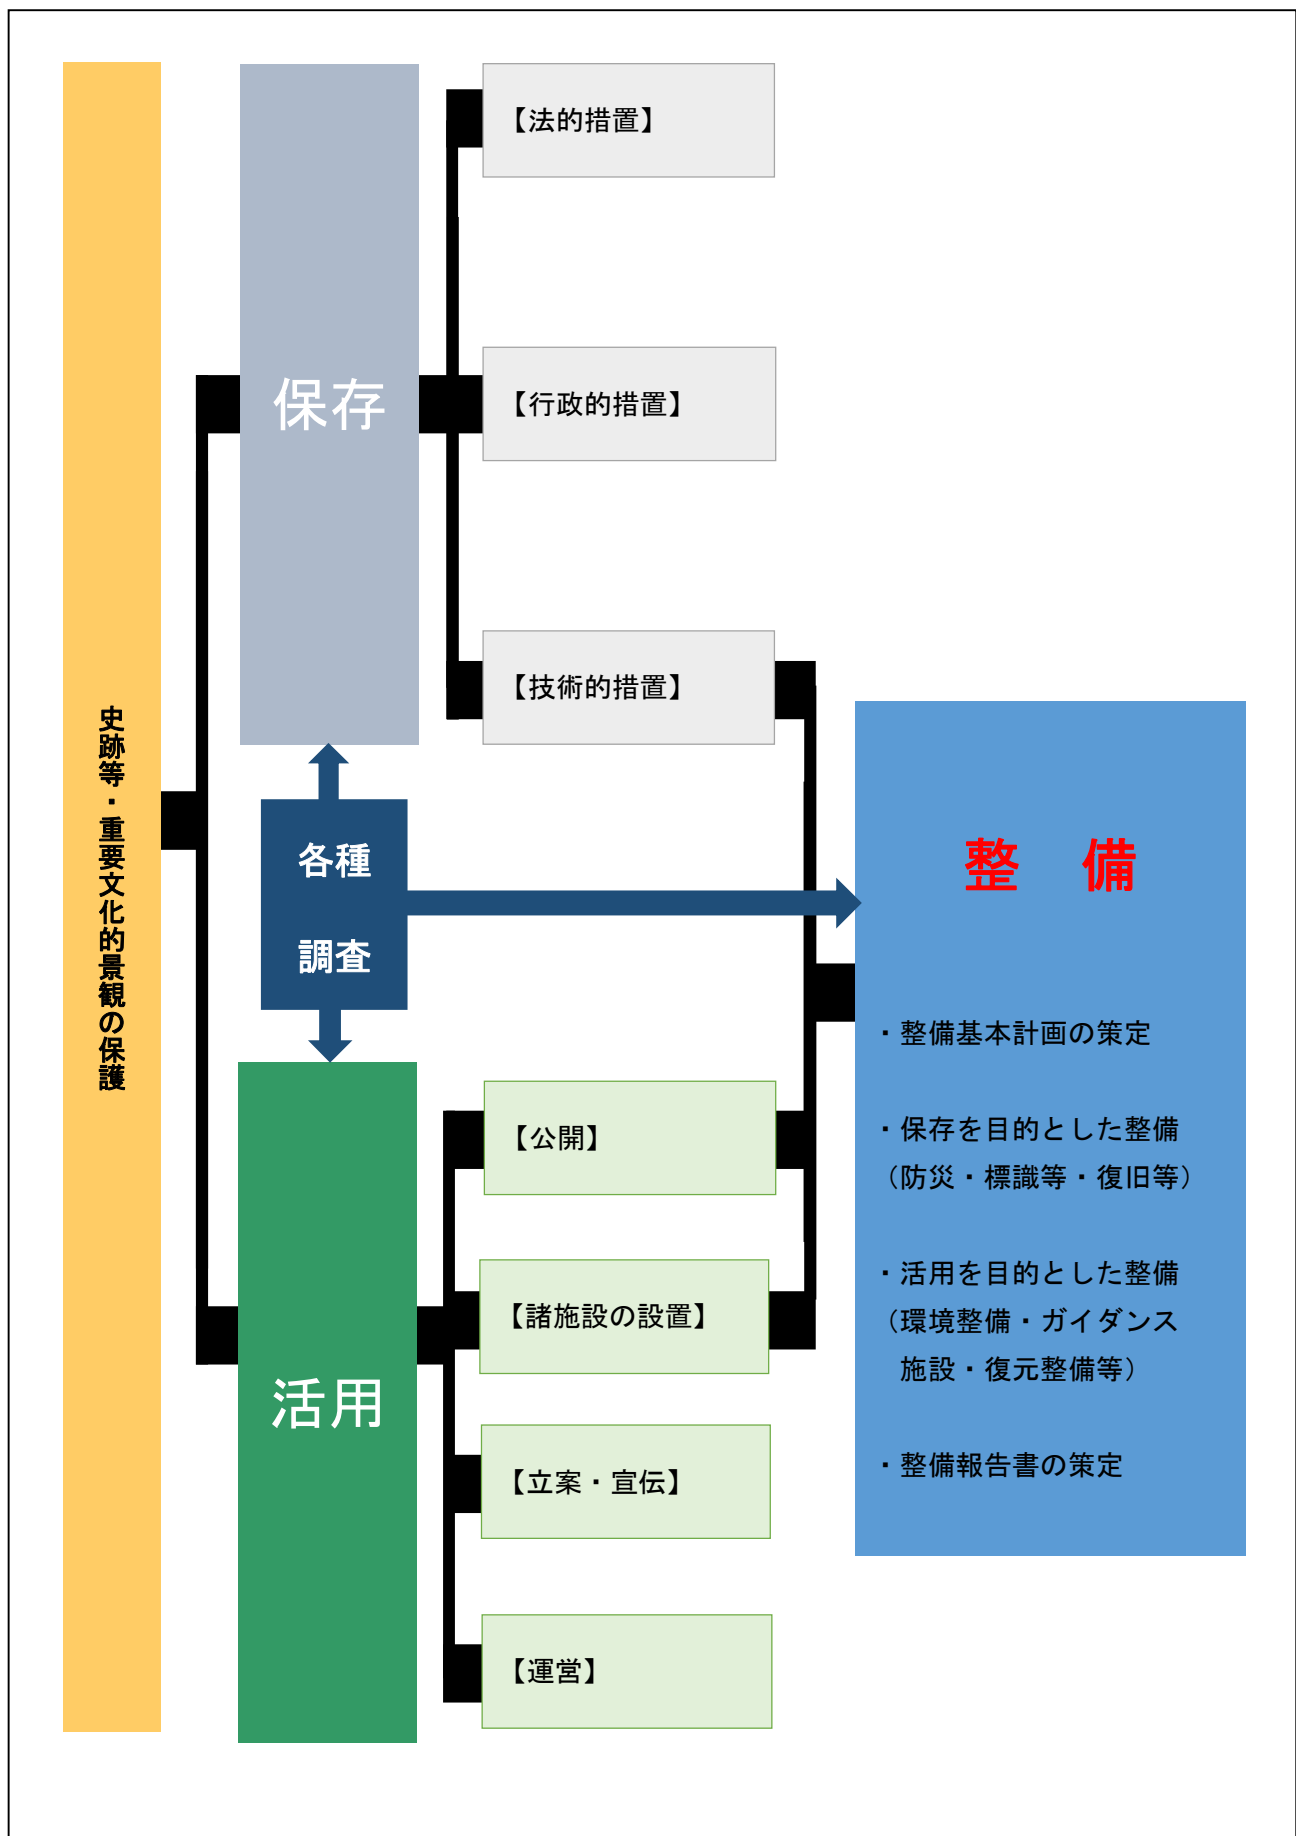 史跡等・重要文化的景観の保護
保存
【法的措置】
【行政的措置】
【技術的措置】
各種
調査
活用
【公開】
【諸施設の設置】
【立案・宣伝】
【運営】
整　備
・整備基本計画の策定
・保存を目的とした整備
（防災・標識等・復旧等）
・活用を目的とした整備
（環境整備・ガイダンス
施設・復元整備等）
・整備報告書の策定